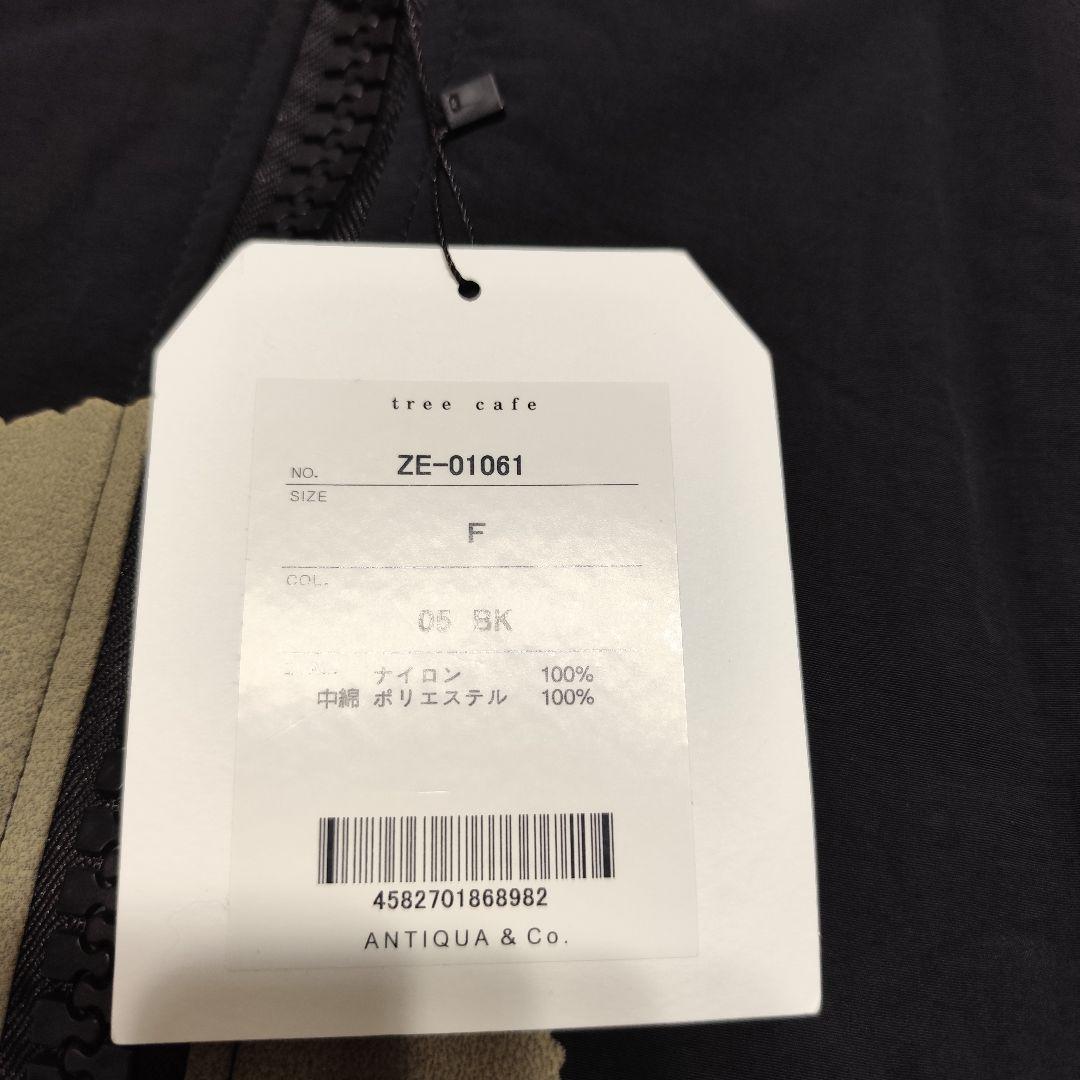 tree cafe
NO. ZE-01061
SIZE
F
COL.
05 BK
ナイロン 100%
中綿 ポリエステル 100%
4582701868982
ANTIQUA & Co.